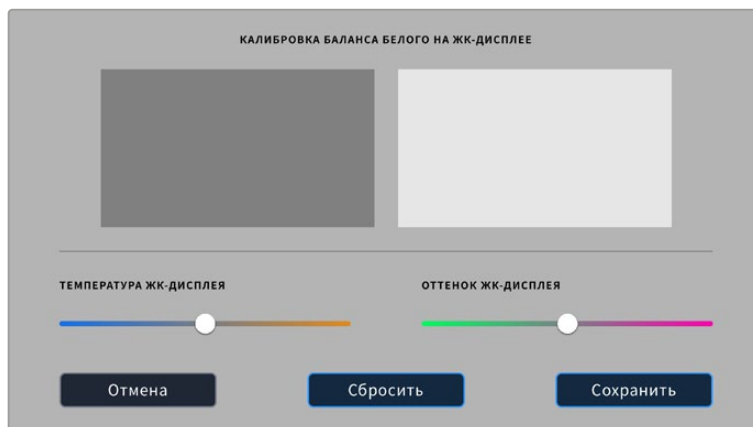 КАЛИБРОВКА БАЛАНСА БЕЛОГО НА ЖК-ДИСПЛЕЕ
ТЕМПЕРАТУРА ЖК-ДИСПЛЕЯ
ОТТЕНОК ЖК-ДИСПЛЕЯ
Отмена
Сбросить
Сохранить